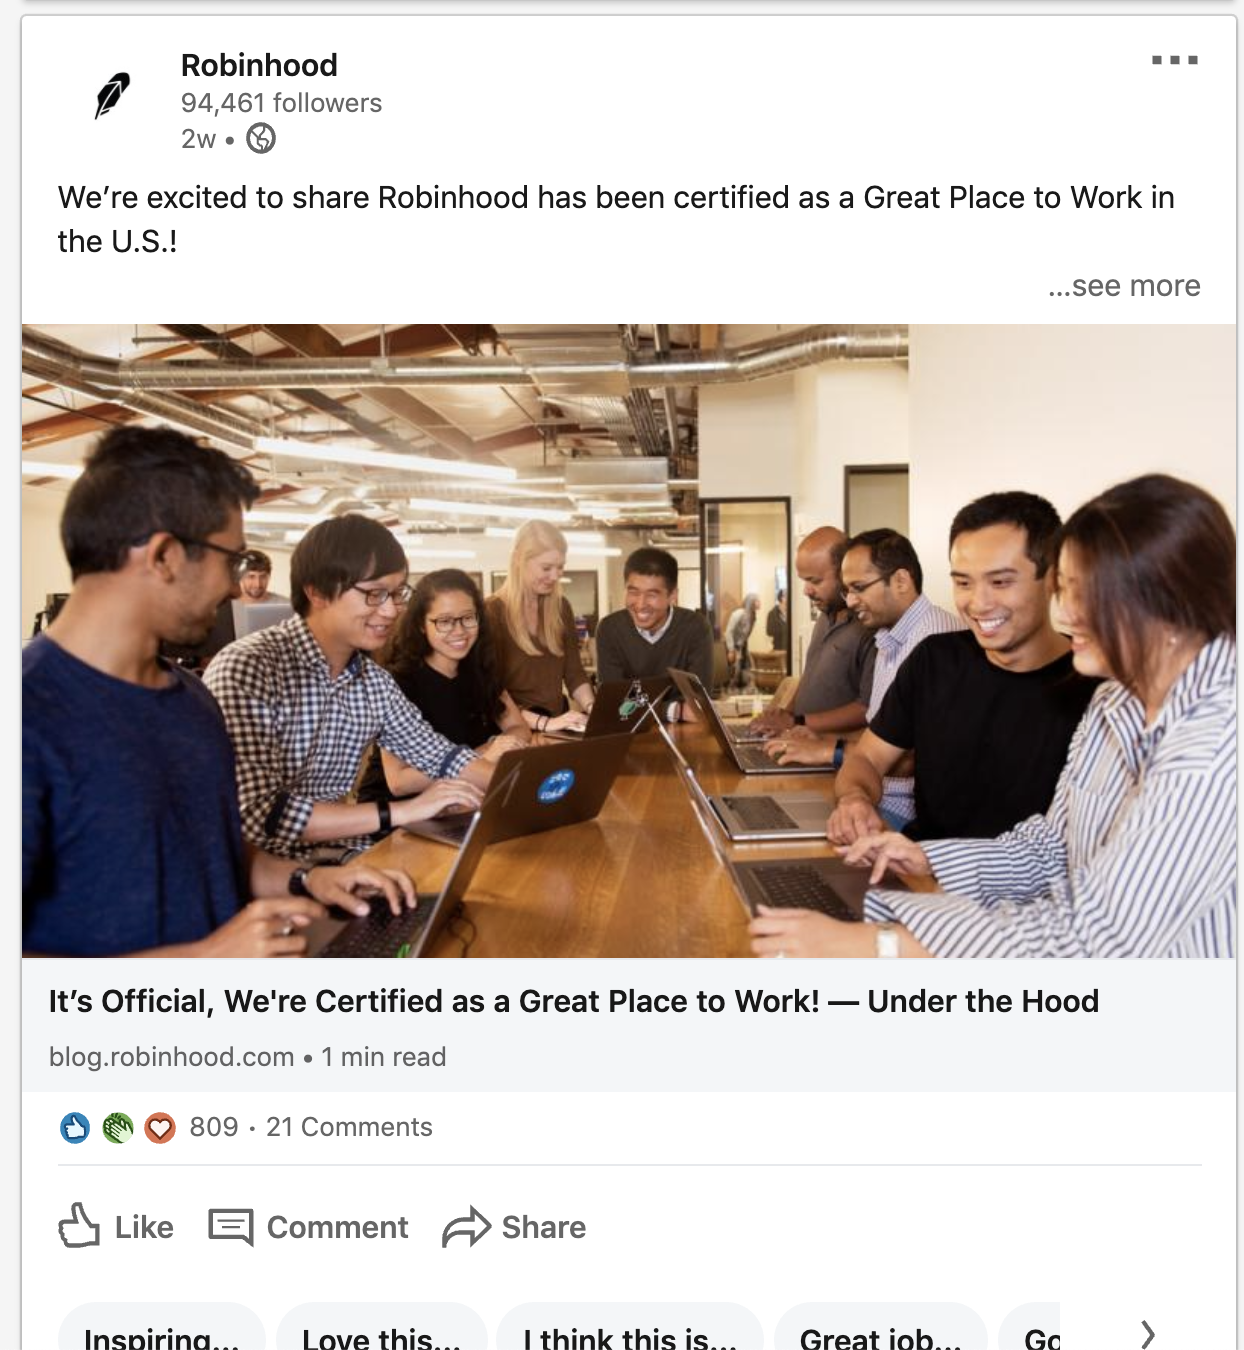 Robinhood
94,461 followers
2w •
We’re excited to share Robinhood has been certified as a Great Place to Work in
the U.S.!
...see more
It’s Official, We're Certified as a Great Place to Work! — Under the Hood
blog.robinhood.com • 1 min read
809 · 21 Comments
Like Comment Share
Inspiring... Love this... I think this is... Great job... Go